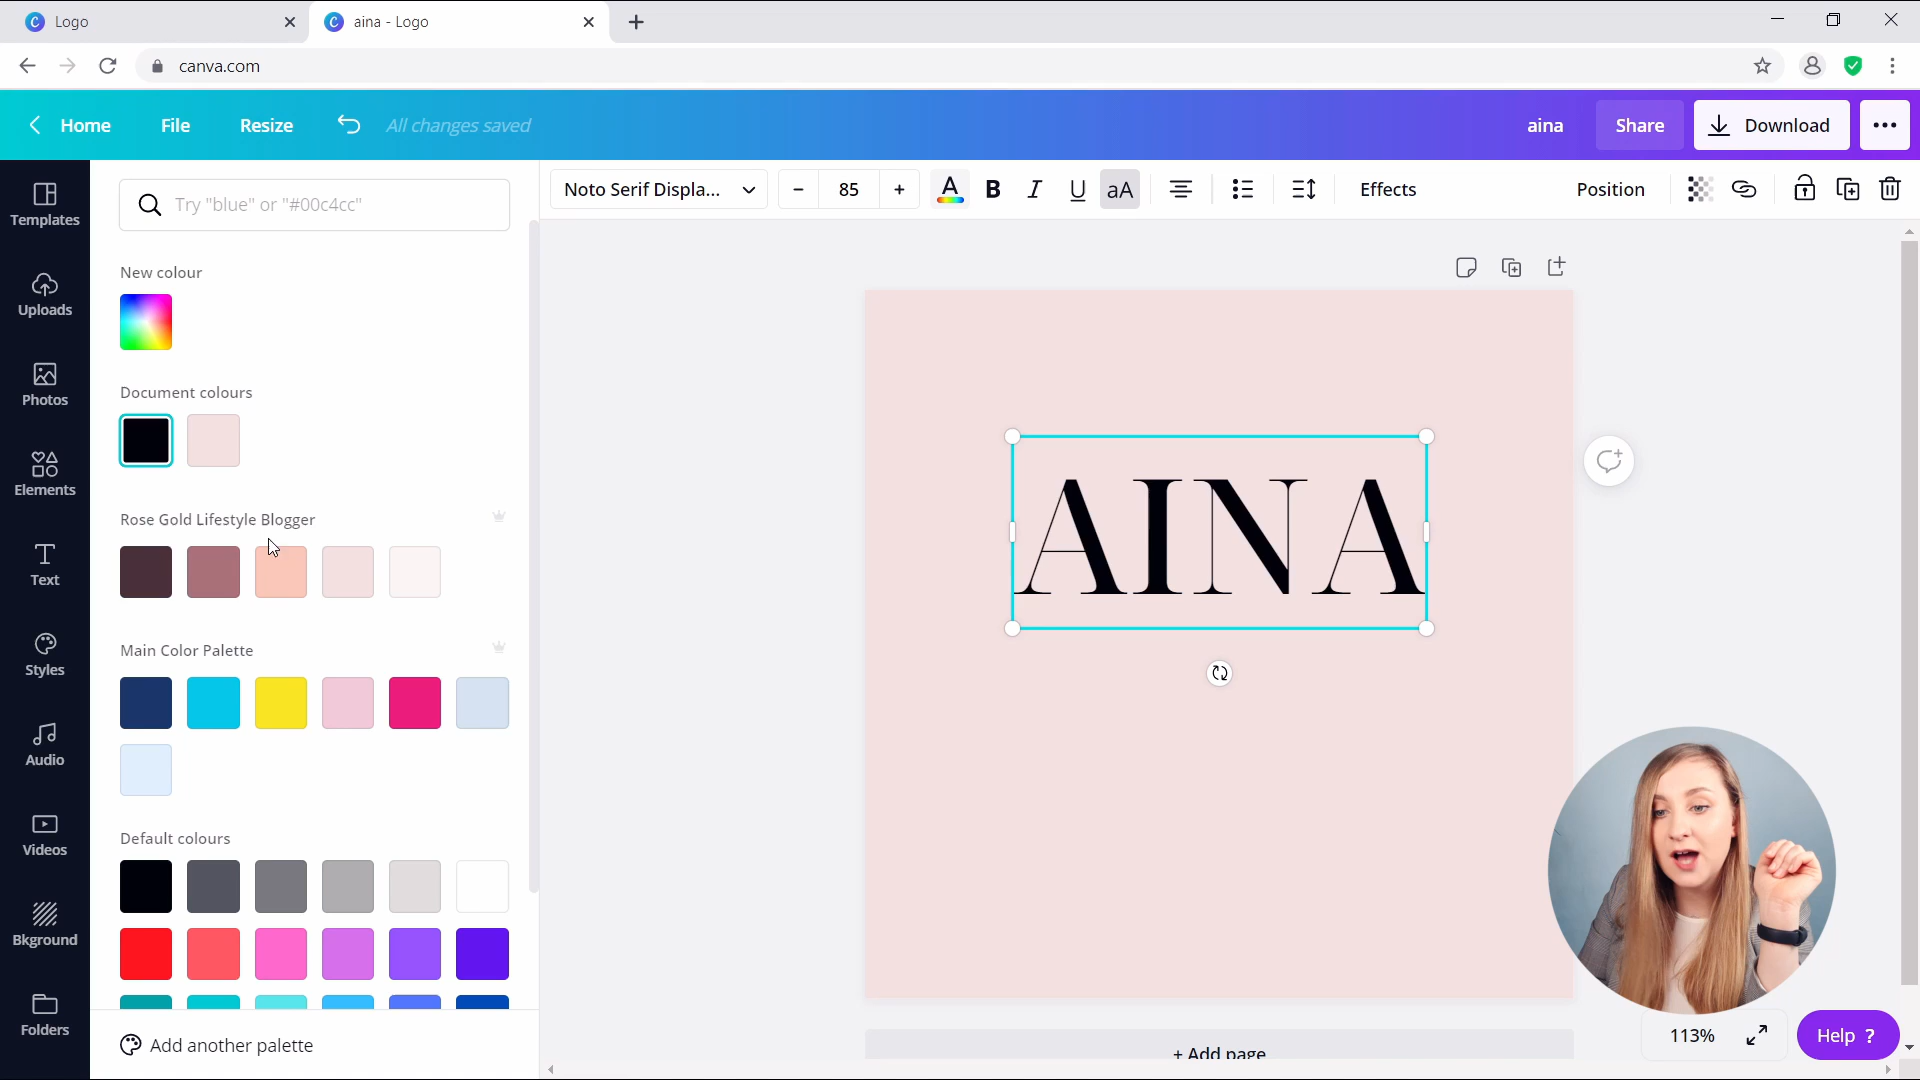 Logo
aina - Logo
canva.com
Home
File
Resize
All changes saved
aina
Share
Download
Templates
Uploads
Photos
Elements
Text
Styles
Audio
Videos
Bkground
Folders
Try "blue" or "#00c4cc"
New colour
Document colours
Rose Gold Lifestyle Blogger
Main Color Palette
Default colours
Add another palette
Noto Serif Displa...
– 85 +
A B I U aA
Effects
Position
AINA
+ Add page
113%
Help ?